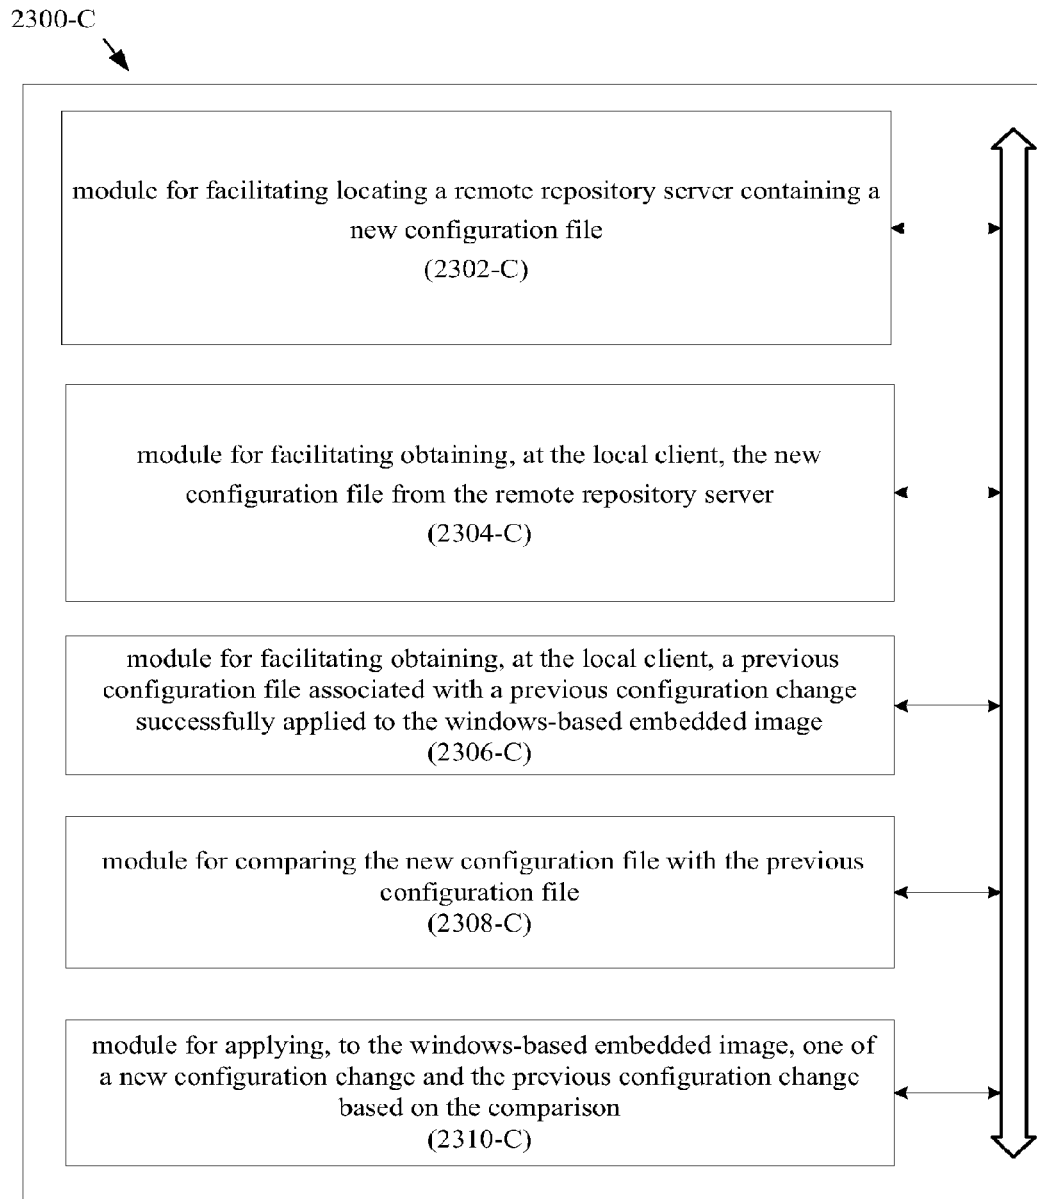 2300-C
module for facilitating locating a remote repository server containing a
new configuration file
(2302-C)
module for facilitating obtaining, at the local client, the new
configuration file from the remote repository server
(2304-C)
module for facilitating obtaining, at the local client, a previous
configuration file associated with a previous configuration change
successfully applied to the windows-based embedded image
(2306-C)
module for comparing the new configuration file with the previous
configuration file
(2308-C)
module for applying, to the windows-based embedded image, one of
a new configuration change and the previous configuration change
based on the comparison
(2310-C)